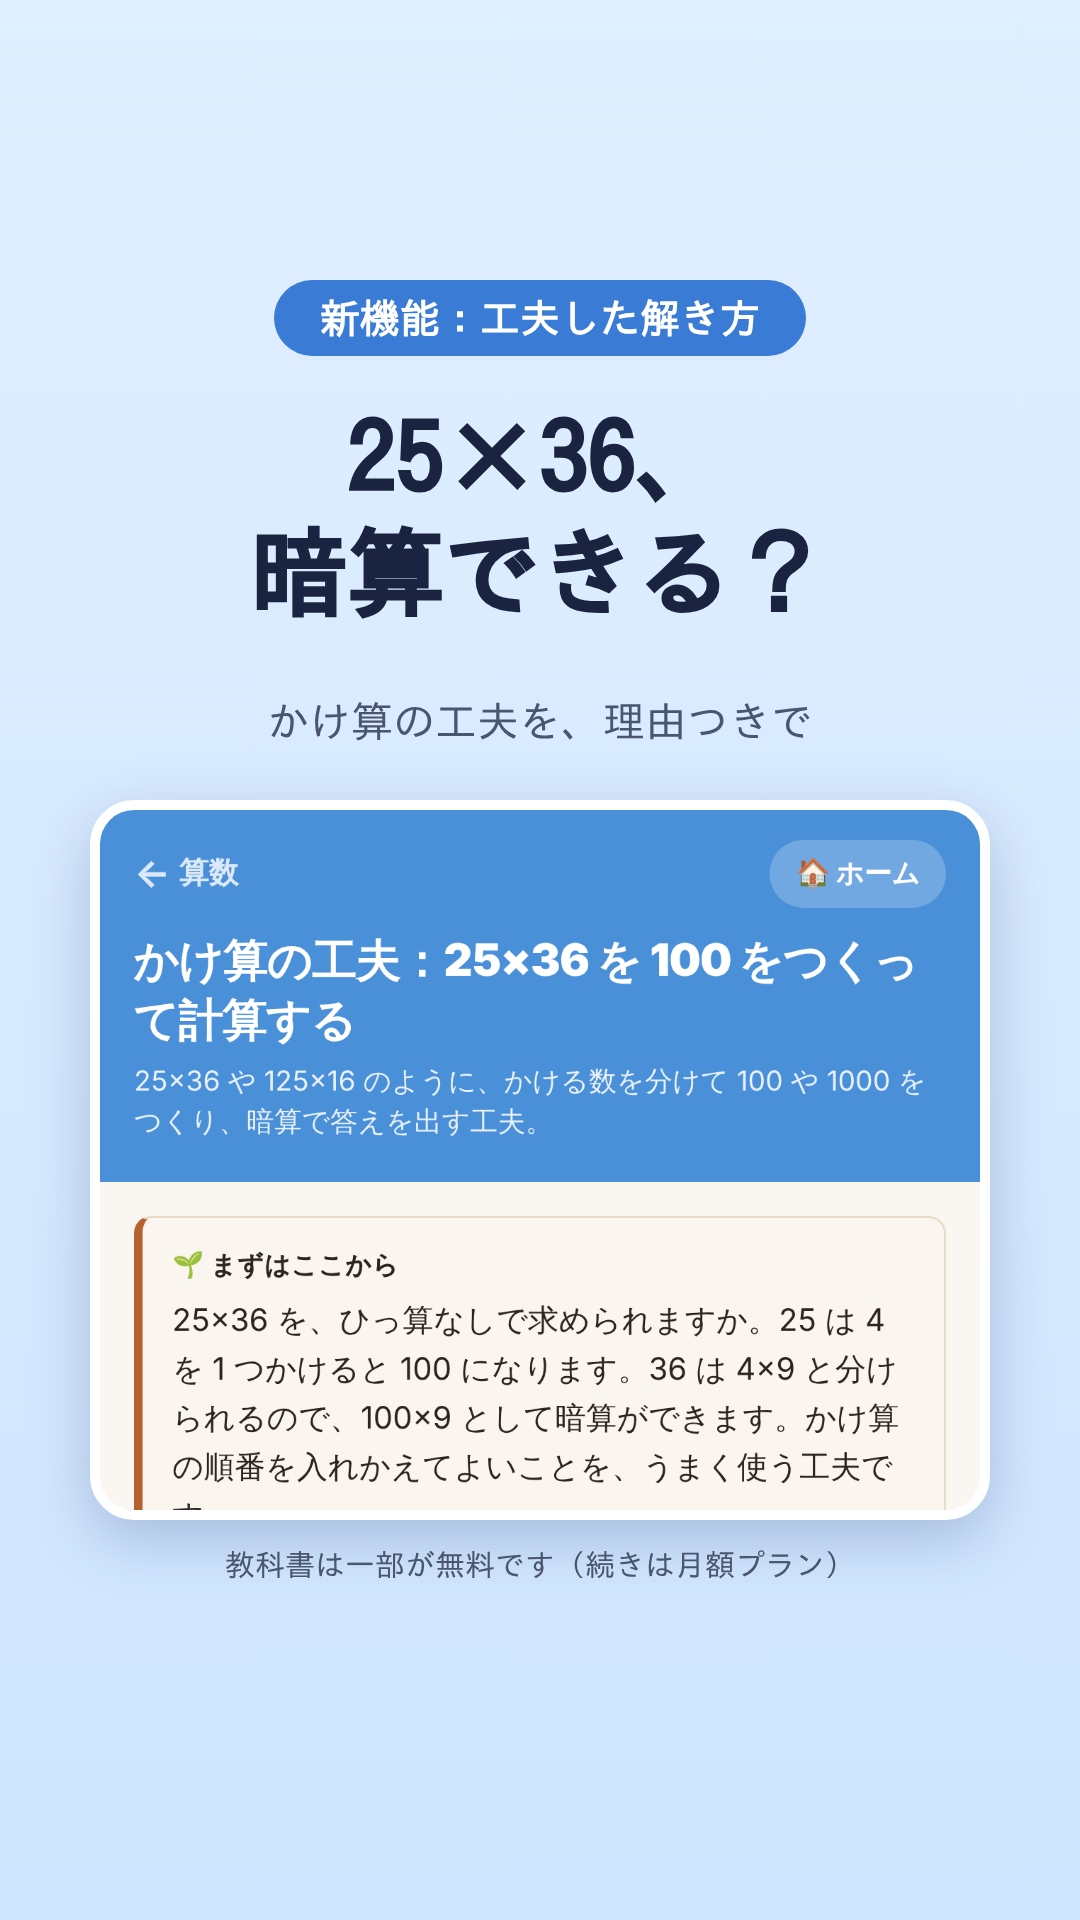 新機能：工夫した解き方
25×36、
暗算できる？
かけ算の工夫を、理由つきで
← 算数
🏠 ホーム
かけ算の工夫：25×36 を 100 をつくっ
て計算する
25×36 や 125×16 のように、かける数を分けて 100 や 1000 を
つくり、暗算で答えを出す工夫。
🌱 まずはここから
25×36 を、ひっ算なしで求められますか。25 は 4
を 1 つかけると 100 になります。36 は 4×9 と分け
られるので、100×9 として暗算ができます。かけ算
の順番を入れかえてよいことを、うまく使う工夫で
教科書は一部が無料です（続きは月額プラン）